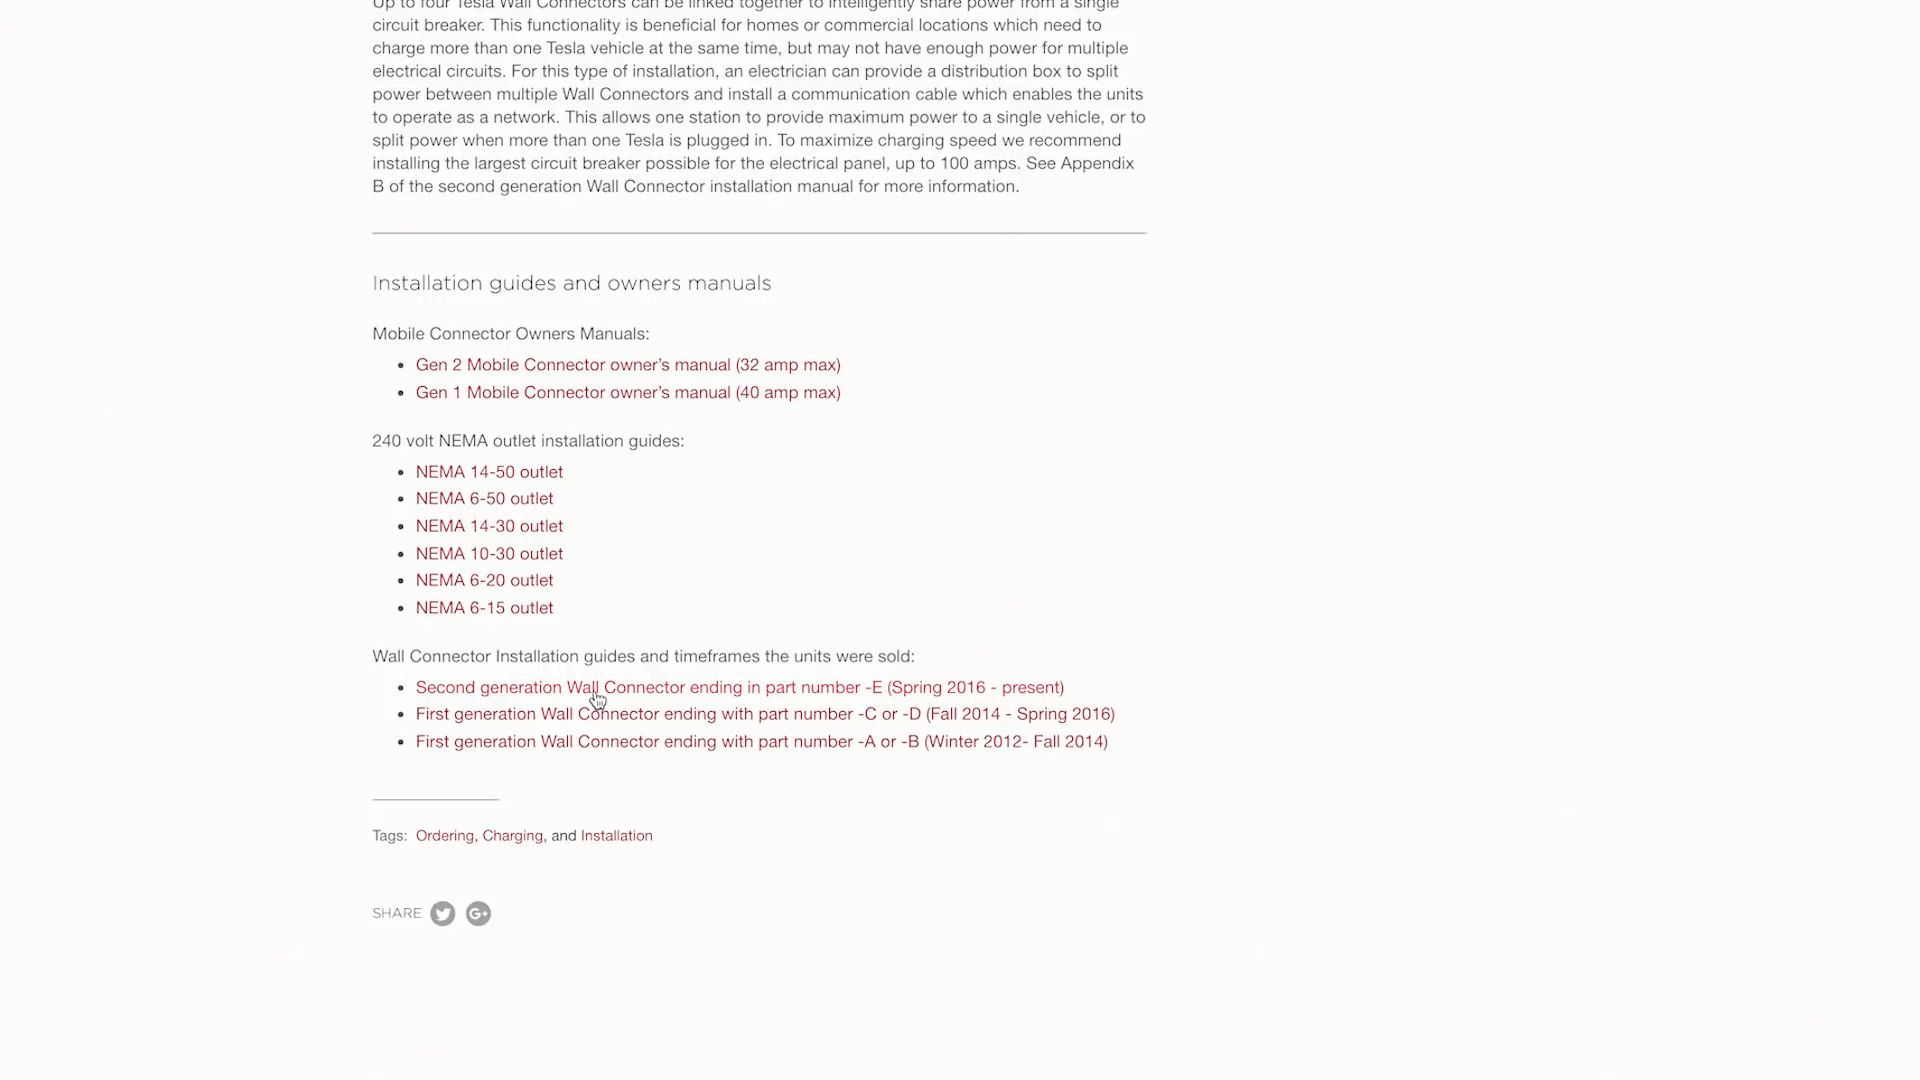 Up to four Tesla Wall Connectors can be linked together to intelligently share power from a single
circuit breaker. This functionality is beneficial for homes or commercial locations which need to
charge more than one Tesla vehicle at the same time, but may not have enough power for multiple
electrical circuits. For this type of installation, an electrician can provide a distribution box to split
power between multiple Wall Connectors and install a communication cable which enables the units
to operate as a network. This allows one station to provide maximum power to a single vehicle, or to
split power when more than one Tesla is plugged in. To maximize charging speed we recommend
installing the largest circuit breaker possible for the electrical panel, up to 100 amps. See Appendix
B of the second generation Wall Connector installation manual for more information.
Installation guides and owners manuals
Mobile Connector Owners Manuals:
• Gen 2 Mobile Connector owner’s manual (32 amp max)
• Gen 1 Mobile Connector owner’s manual (40 amp max)
240 volt NEMA outlet installation guides:
• NEMA 14-50 outlet
• NEMA 6-50 outlet
• NEMA 14-30 outlet
• NEMA 10-30 outlet
• NEMA 6-20 outlet
• NEMA 6-15 outlet
Wall Connector Installation guides and timeframes the units were sold:
• Second generation Wall Connector ending in part number -E (Spring 2016 - present)
• First generation Wall Connector ending with part number -C or -D (Fall 2014 - Spring 2016)
• First generation Wall Connector ending with part number -A or -B (Winter 2012- Fall 2014)
Tags: Ordering, Charging, and Installation
SHARE G+